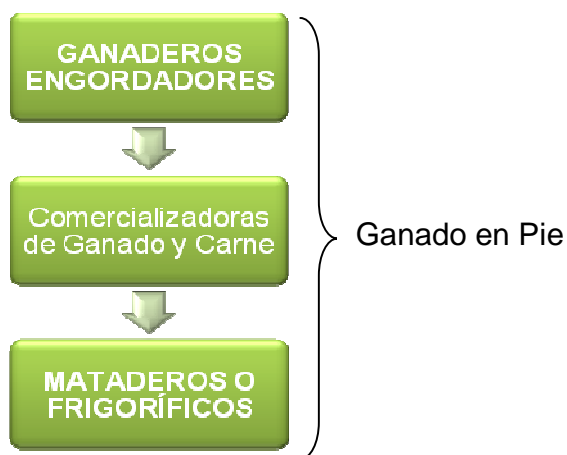 GANADEROS
ENGORDADORES
Comercializadoras
de Ganado y Carne
MATADEROS O
FRIGORÍFICOS
Ganado en Pie